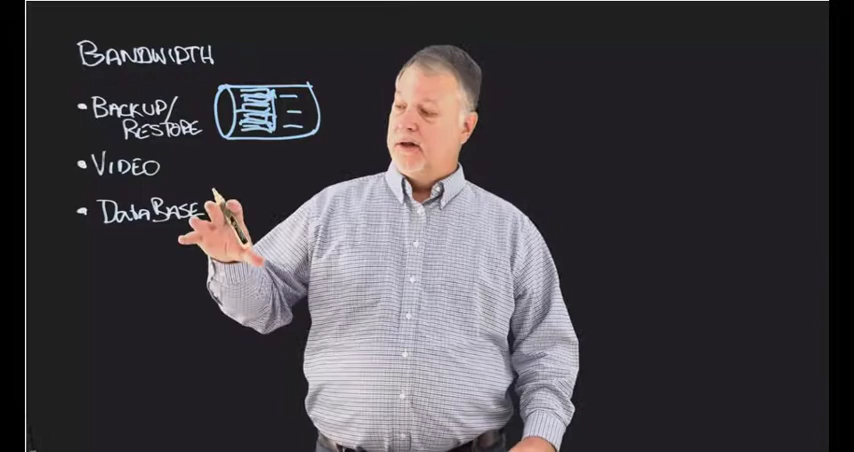 BANDWIDTH
• BACKUP/
RESTORE
• VIDEO
• DATABASE